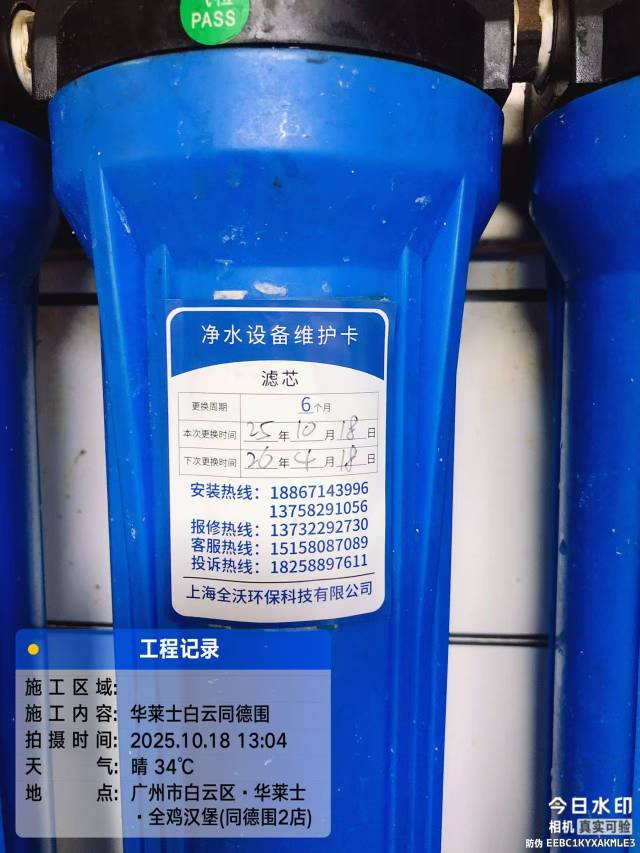 PASS
净水设备维护卡
滤芯
更换周期 6个月
本次更换时间 25年10月18日
下次更换时间 26年4月18日
安装热线：18867143996
13758291056
报修热线：13732292730
客服热线：15158087089
投诉热线：18258897611
上海全沃环保科技有限公司
工程记录
施工区域:
施工内容: 华莱士白云同德围
拍摄时间: 2025.10.18 13:04
天气: 晴 34℃
地点: 广州市白云区·华莱士
·全鸡汉堡(同德围2店)
今日水印
相机 真实可验
防伪 EEBC1KYXAKMLE3